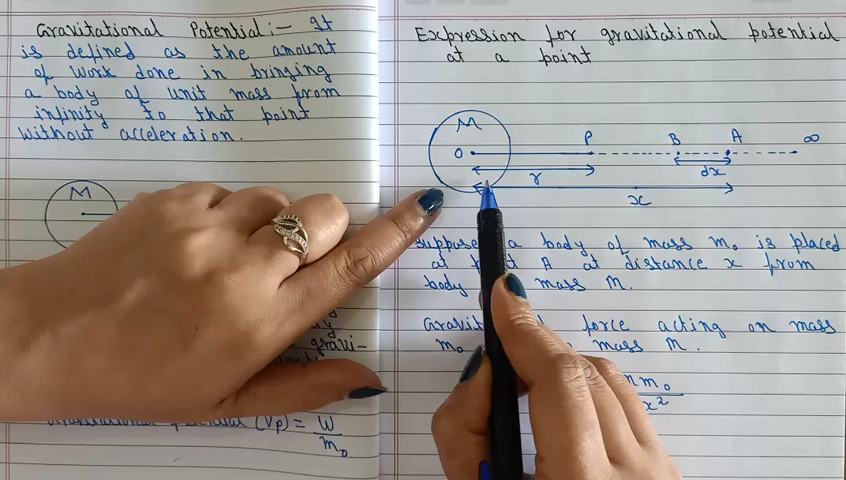 Gravitational Potential:- It
is defined as the amount
of work done in bringing
a body of unit mass from
infinity to that point
without acceleration.
M
gravi-
(Vp) = W
m₀
Expression for gravitational potential
at a point
M
O P B A ∞
r dx
x
suppose a body of mass m₀ is placed
at A at distance x from
body mass M.
force acting on mass
m₀ mass M.
m₀
x²